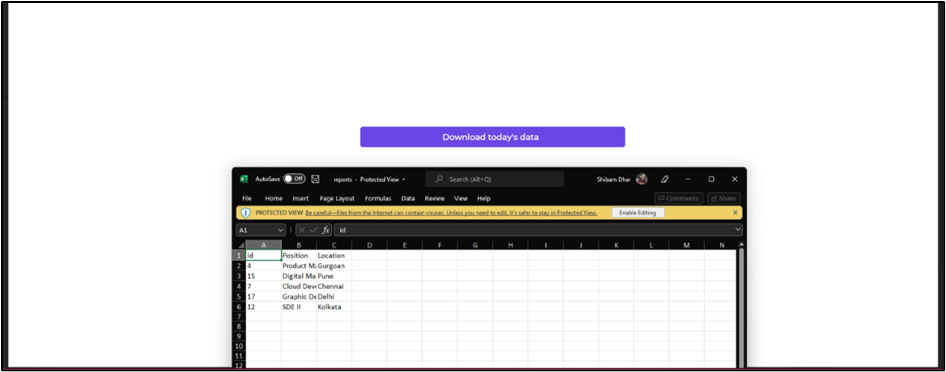 Download today's data
AutoSave Off reports - Protected View Search (Alt+Q) Shibam Dhar
File Home Insert Page Layout Formulas Data Review View Help Comments Share
PROTECTED VIEW Be careful—files from the Internet can contain viruses. Unless you need to edit, it's safer to stay in Protected View. Enable Editing
A1 fx id
A B C D E F G H I J K L M N
1 id Position Location
2 4 Product Ma Gurgoan
3 15 Digital Ma Pune
4 7 Cloud Dev Chennai
5 17 Graphic De Delhi
6 12 SDE II Kolkata
7
8
9
10
11
12